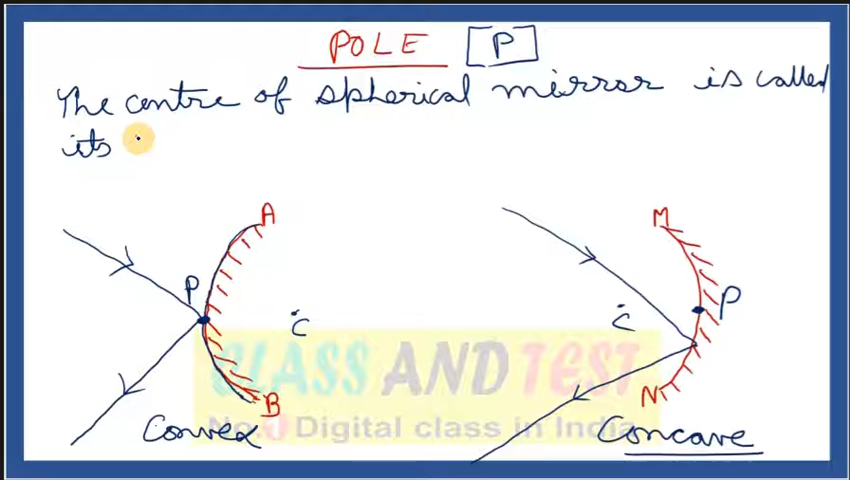 POLE P
The centre of spherical mirror is called
its
A
M
P
P
C
C
CLASS AND TEST
B
N
No.1 Digital class in India
Convex
Concave